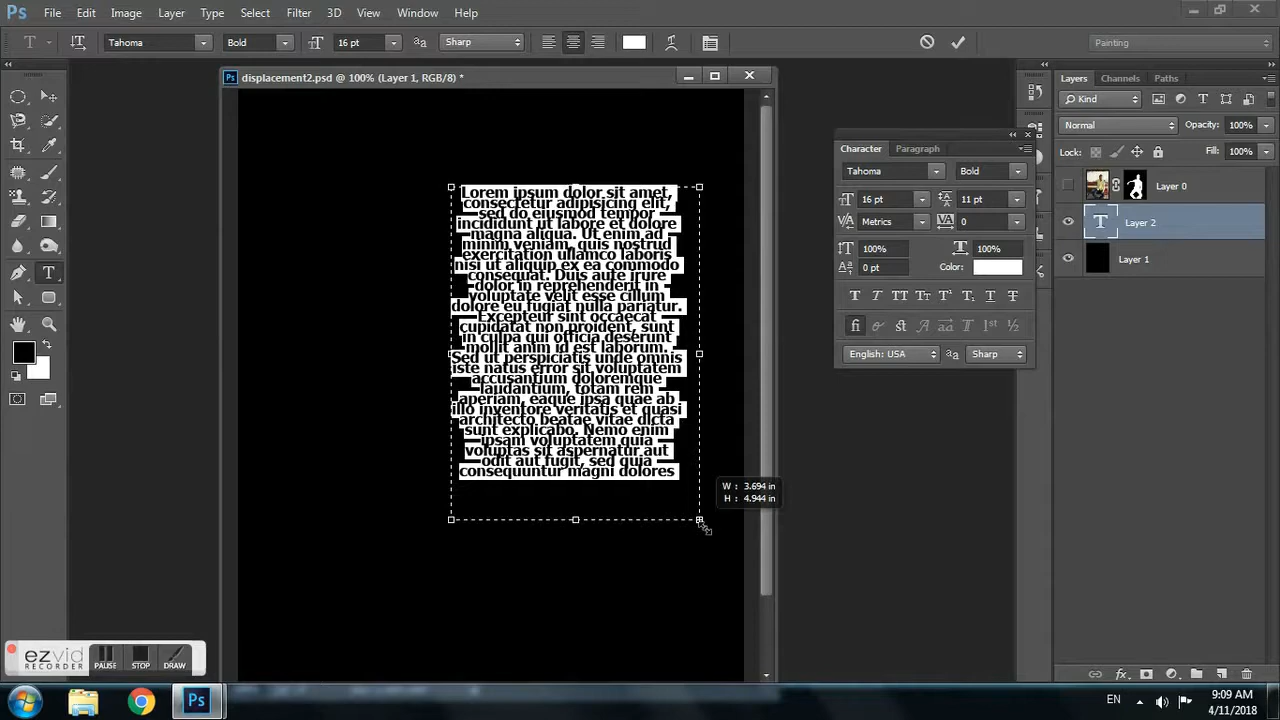 Ps File Edit Image Layer Type Select Filter 3D View Window Help
T Tahoma Bold 16 pt Sharp Painting
displacement2.psd @ 100% (Layer 1, RGB/8) *
Lorem ipsum dolor sit amet,
consectetur adipisicing elit,
sed do eiusmod tempor
incididunt ut labore et dolore
magna aliqua. Ut enim ad
minim veniam, quis nostrud
exercitation ullamco laboris
nisi ut aliquip ex ea commodo
consequat. Duis aute irure
dolor in reprehenderit in
voluptate velit esse cillum
dolore eu fugiat nulla pariatur.
Excepteur sint occaecat
cupidatat non proident, sunt
in culpa qui officia deserunt
mollit anim id est laborum.
Sed ut perspiciatis unde omnis
iste natus error sit voluptatem
accusantium doloremque
laudantium, totam rem
aperiam, eaque ipsa quae ab
illo inventore veritatis et quasi
architecto beatae vitae dicta
sunt explicabo. Nemo enim
ipsam voluptatem quia
voluptas sit aspernatur aut
odit aut fugit, sed quia
consequuntur magni dolores
W : 3.694 in
H : 4.944 in
Character Paragraph
Tahoma Bold
16 pt 11 pt
Metrics 0
100% 100%
0 pt Color:
English: USA Sharp
Layers Channels Paths
Kind
Normal Opacity: 100%
Lock: Fill: 100%
Layer 0
Layer 2
Layer 1
ezvid
RECORDER
PAUSE STOP DRAW
EN
9:09 AM
4/11/2018